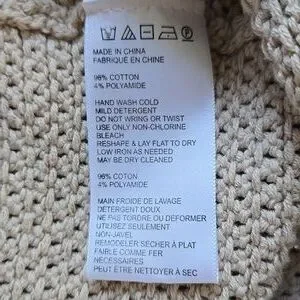 MADE IN CHINA
FABRIQUÉ EN CHINE
96% COTTON
4% POLYAMIDE
HAND WASH COLD
MILD DETERGENT
DO NOT WRING OR TWIST
USE ONLY NON-CHLORINE
BLEACH
RESHAPE & LAY FLAT TO DRY
LOW IRON AS NEEDED
MAY BE DRY CLEANED
96% COTON
4% POLYAMIDE
MAIN FROIDE DE LAVAGE
DETERGENT DOUX
NE PAS TORDRE OU DEFORMER
UTILISEZ SEULEMENT
NON-JAVEL
REMODELER SÉCHER À PLAT
FAIBLE COMME FER
NECESSAIRES
PEUT ÊTRE NETTOYER À SEC